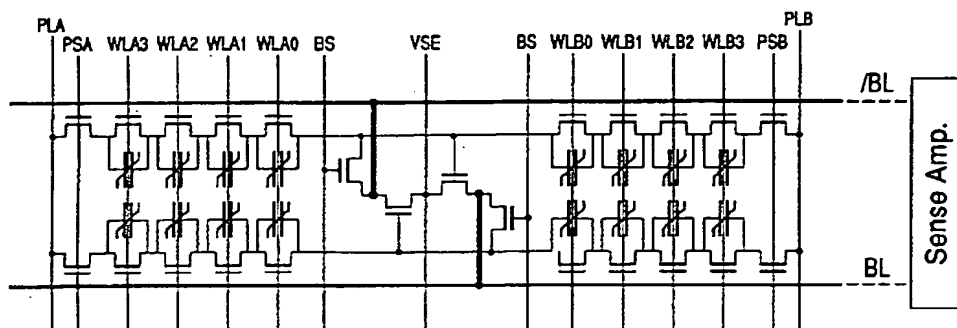 PLA PLB
PSA WLA3 WLA2 WLA1 WLA0 BS VSE BS WLB0 WLB1 WLB2 WLB3 PSB
/BL
BL
Sense Amp.